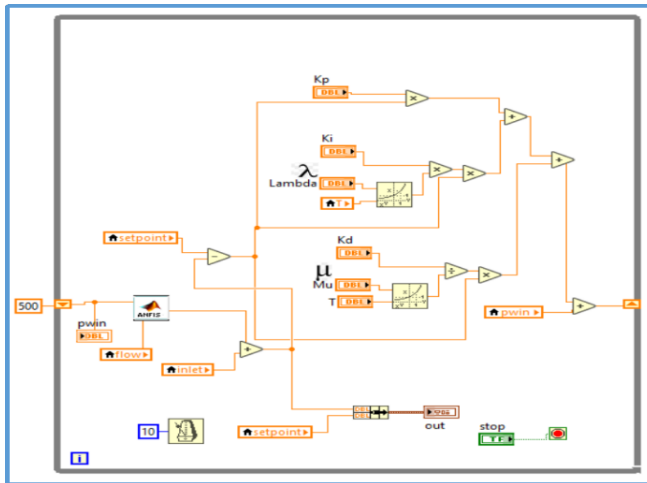 Kp
DBL
Ki
DBL
λ
Lambda
DBL
T
setpoint
Kd
DBL
μ
Mu
DBL
T
DBL
500
pwin
DBL
ANFIS
flow
pwin
inlet
10
setpoint
out
stop
TF
i